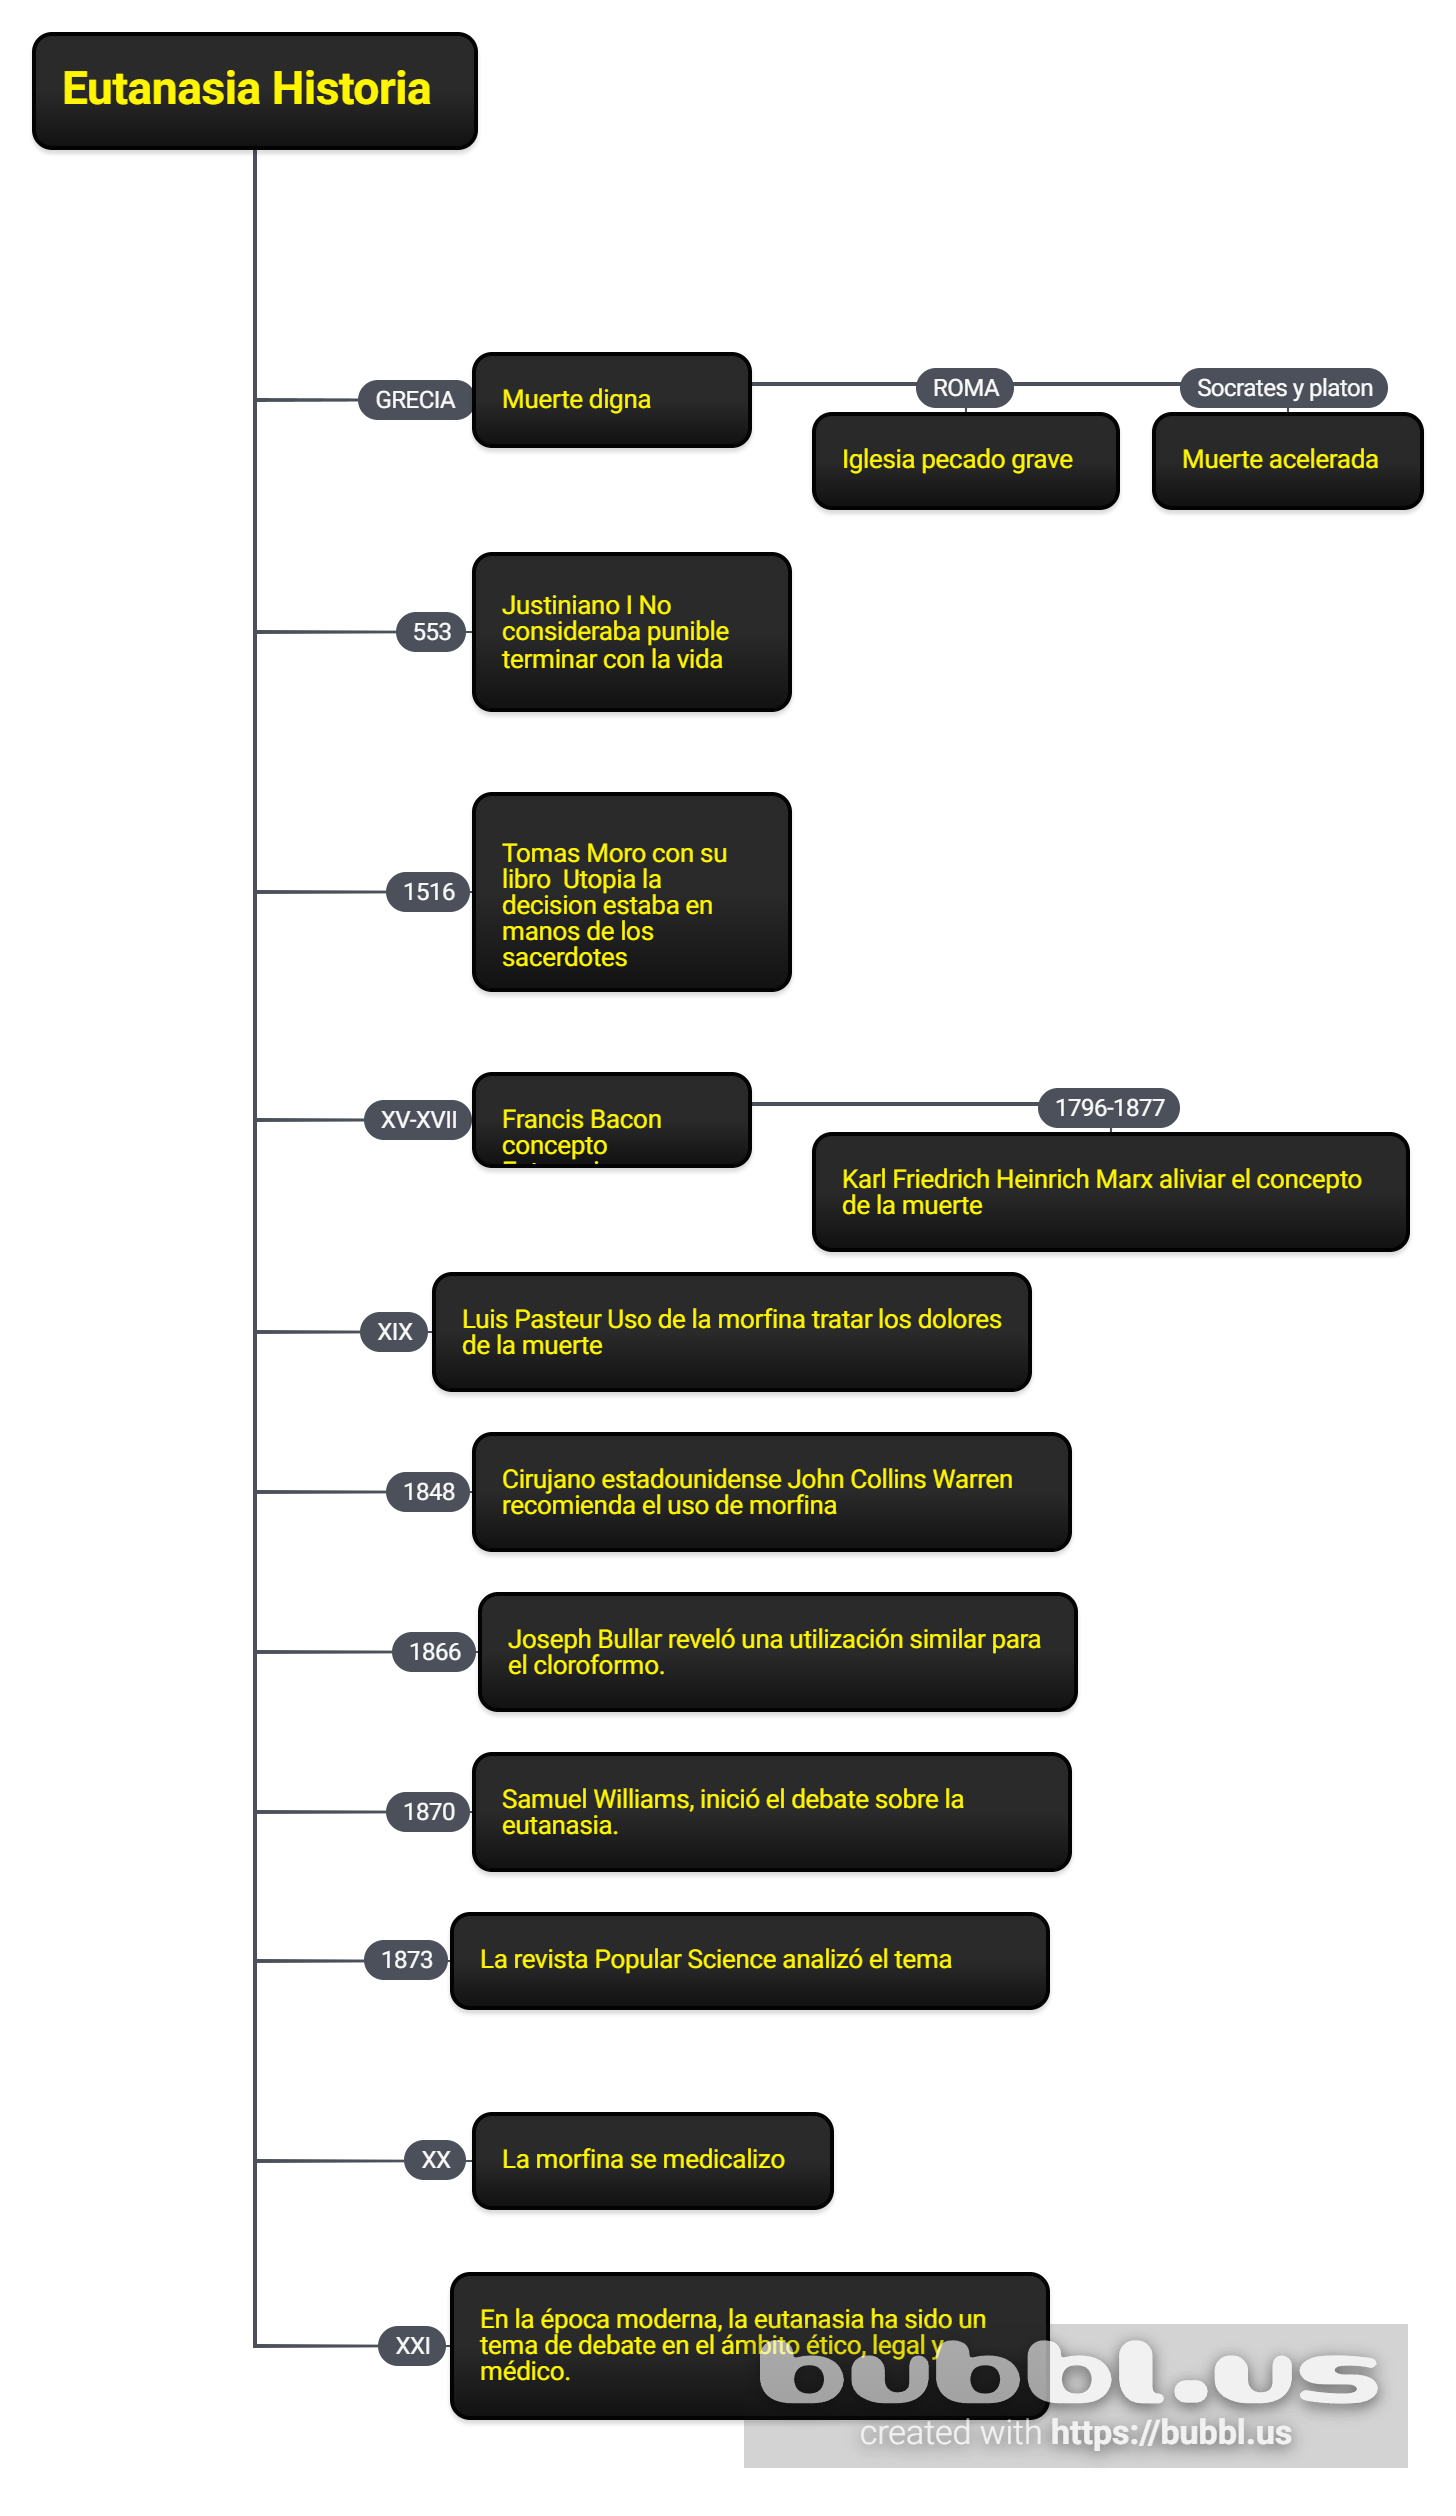 Eutanasia Historia
GRECIA
Muerte digna
ROMA
Iglesia pecado grave
Socrates y platon
Muerte acelerada
553
Justiniano I No
consideraba punible
terminar con la vida
1516
Tomas Moro con su
libro  Utopia la
decision estaba en
manos de los
sacerdotes
XV-XVII
Francis Bacon
concepto
1796-1877
Karl Friedrich Heinrich Marx aliviar el concepto
de la muerte
XIX
Luis Pasteur Uso de la morfina tratar los dolores
de la muerte
1848
Cirujano estadounidense John Collins Warren
recomienda el uso de morfina
1866
Joseph Bullar reveló una utilización similar para
el cloroformo.
1870
Samuel Williams, inició el debate sobre la
eutanasia.
1873
La revista Popular Science analizó el tema
XX
La morfina se medicalizo
XXI
En la época moderna, la eutanasia ha sido un
tema de debate en el ámbito ético, legal y
médico.
bubbl.us
created with https://bubbl.us